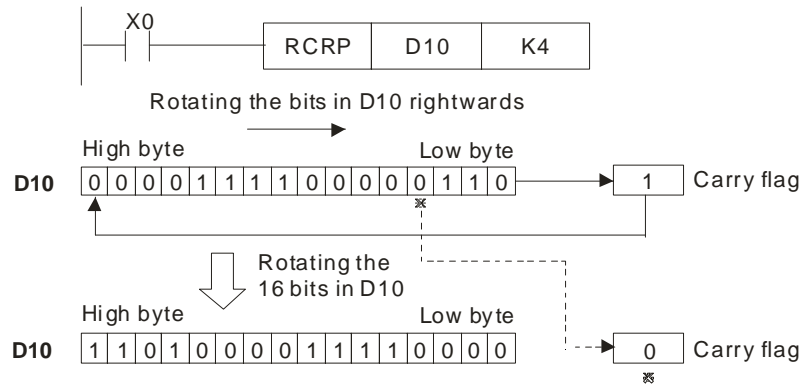 X0
RCRP D10 K4
Rotating the bits in D10 rightwards
High byte Low byte
D10 0 0 0 0 1 1 1 1 0 0 0 0 0 1 1 0 1 Carry flag
※
Rotating the
16 bits in D10
High byte Low byte
D10 1 1 0 1 0 0 0 0 1 1 1 1 0 0 0 0 0 Carry flag
※